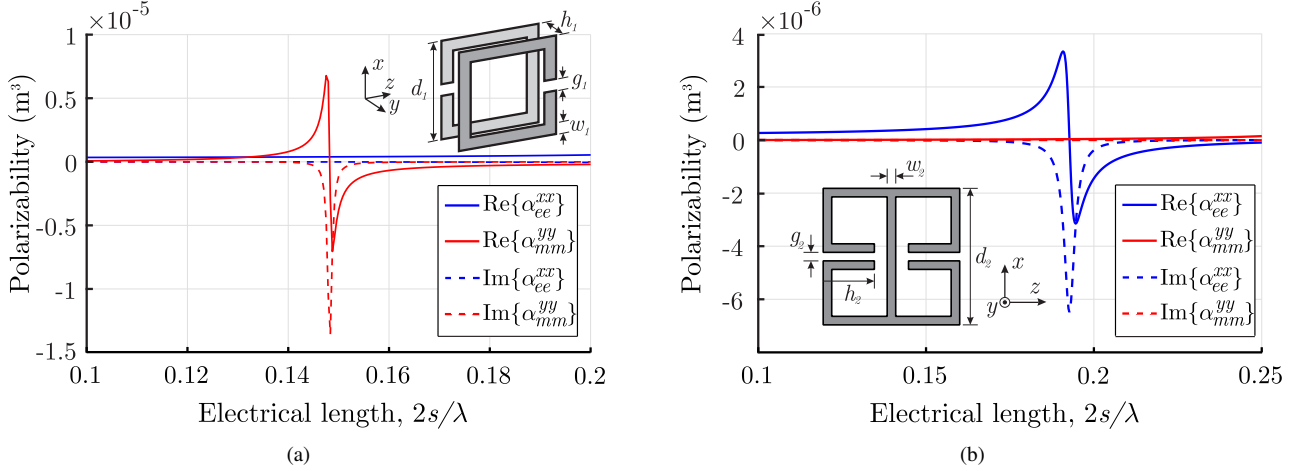 ×10⁻⁵
1
0.5
0
-0.5
-1
-1.5
Polarizability (m³)
0.1
0.12
0.14
0.16
0.18
0.2
Electrical length, 2s/λ
x
z
y
d₁
h₁
g₁
w₁
Re{α_ee^xx}
Re{α_mm^yy}
Im{α_ee^xx}
Im{α_mm^yy}
(a)
×10⁻⁶
4
2
0
-2
-4
-6
Polarizability (m³)
0.1
0.15
0.2
0.25
Electrical length, 2s/λ
w₂
g₂
d₂
h₂
x
z
y
Re{α_ee^xx}
Re{α_mm^yy}
Im{α_ee^xx}
Im{α_mm^yy}
(b)